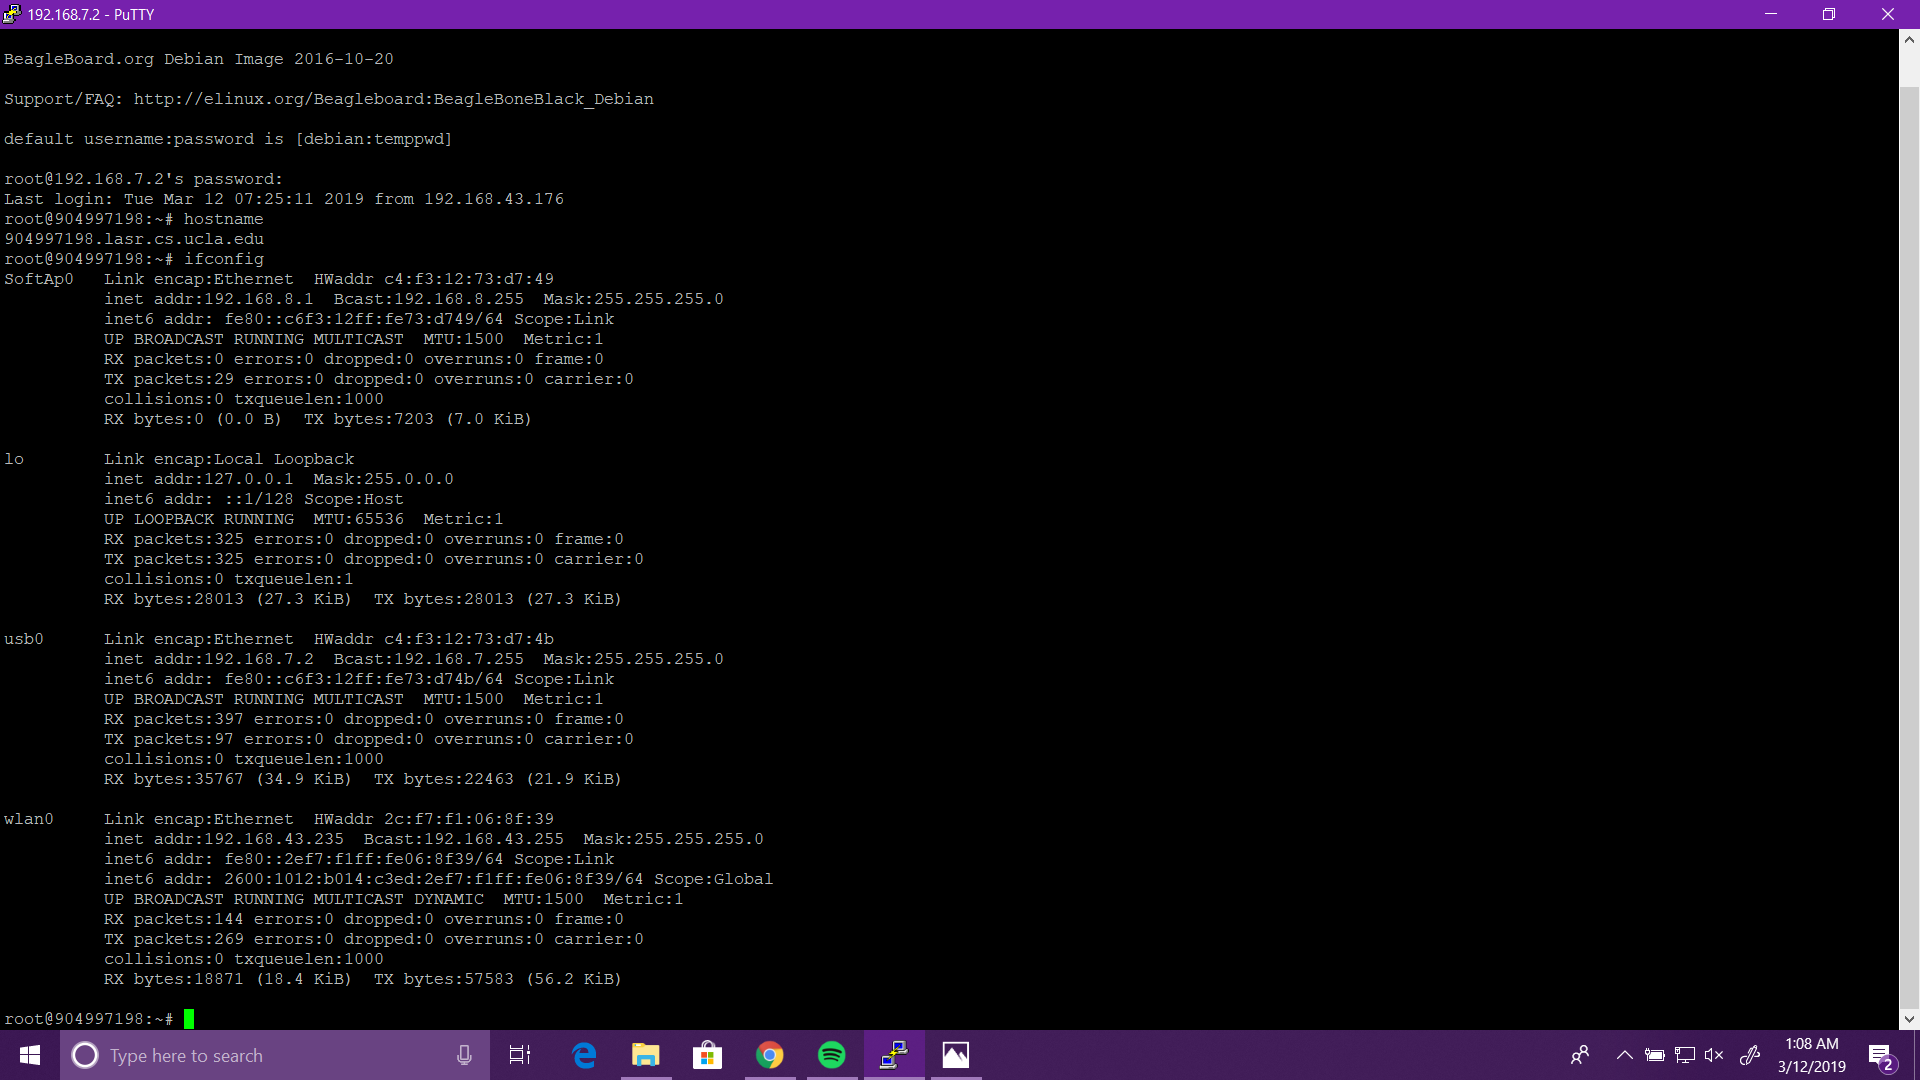 192.168.7.2 - PuTTY
BeagleBoard.org Debian Image 2016-10-20
Support/FAQ: http://elinux.org/Beagleboard:BeagleBoneBlack_Debian
default username:password is [debian:temppwd]
root@192.168.7.2's password:
Last login: Tue Mar 12 07:25:11 2019 from 192.168.43.176
root@904997198:~# hostname
904997198.lasr.cs.ucla.edu
root@904997198:~# ifconfig
SoftAp0   Link encap:Ethernet  HWaddr c4:f3:12:73:d7:49
          inet addr:192.168.8.1  Bcast:192.168.8.255  Mask:255.255.255.0
          inet6 addr: fe80::c6f3:12ff:fe73:d749/64 Scope:Link
          UP BROADCAST RUNNING MULTICAST  MTU:1500  Metric:1
          RX packets:0 errors:0 dropped:0 overruns:0 frame:0
          TX packets:29 errors:0 dropped:0 overruns:0 carrier:0
          collisions:0 txqueuelen:1000
          RX bytes:0 (0.0 B)  TX bytes:7203 (7.0 KiB)
lo        Link encap:Local Loopback
          inet addr:127.0.0.1  Mask:255.0.0.0
          inet6 addr: ::1/128 Scope:Host
          UP LOOPBACK RUNNING  MTU:65536  Metric:1
          RX packets:325 errors:0 dropped:0 overruns:0 frame:0
          TX packets:325 errors:0 dropped:0 overruns:0 carrier:0
          collisions:0 txqueuelen:1
          RX bytes:28013 (27.3 KiB)  TX bytes:28013 (27.3 KiB)
usb0      Link encap:Ethernet  HWaddr c4:f3:12:73:d7:4b
          inet addr:192.168.7.2  Bcast:192.168.7.255  Mask:255.255.255.0
          inet6 addr: fe80::c6f3:12ff:fe73:d74b/64 Scope:Link
          UP BROADCAST RUNNING MULTICAST  MTU:1500  Metric:1
          RX packets:397 errors:0 dropped:0 overruns:0 frame:0
          TX packets:97 errors:0 dropped:0 overruns:0 carrier:0
          collisions:0 txqueuelen:1000
          RX bytes:35767 (34.9 KiB)  TX bytes:22463 (21.9 KiB)
wlan0     Link encap:Ethernet  HWaddr 2c:f7:f1:06:8f:39
          inet addr:192.168.43.235  Bcast:192.168.43.255  Mask:255.255.255.0
          inet6 addr: fe80::2ef7:f1ff:fe06:8f39/64 Scope:Link
          inet6 addr: 2600:1012:b014:c3ed:2ef7:f1ff:fe06:8f39/64 Scope:Global
          UP BROADCAST RUNNING MULTICAST DYNAMIC  MTU:1500  Metric:1
          RX packets:144 errors:0 dropped:0 overruns:0 frame:0
          TX packets:269 errors:0 dropped:0 overruns:0 carrier:0
          collisions:0 txqueuelen:1000
          RX bytes:18871 (18.4 KiB)  TX bytes:57583 (56.2 KiB)
root@904997198:~#
Type here to search
1:08 AM
3/12/2019
2